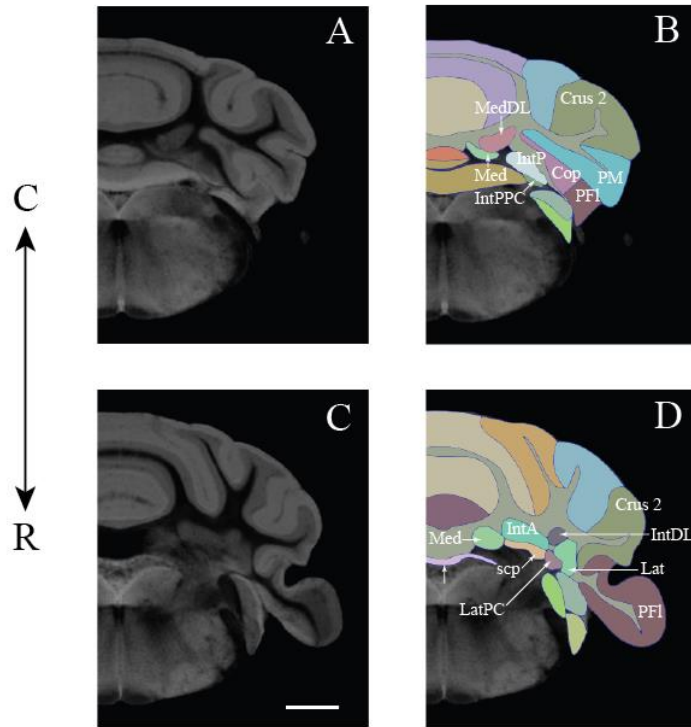 A
B
MedDL
Crus 2
IntP
Med
Cop
PM
IntPPC
PFl
C
R
C
D
Crus 2
Med
IntA
IntDL
scp
Lat
LatPC
PFl